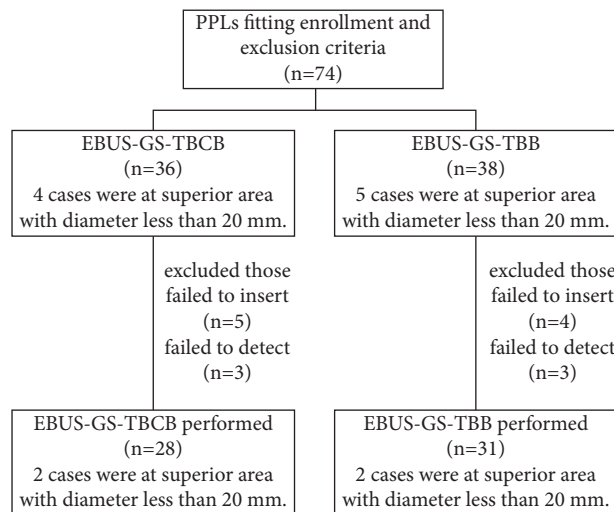 PPLs fitting enrollment and
exclusion criteria
(n=74)
EBUS-GS-TBCB
(n=36)
4 cases were at superior area
with diameter less than 20 mm.
EBUS-GS-TBB
(n=38)
5 cases were at superior area
with diameter less than 20 mm.
excluded those
failed to insert
(n=5)
failed to detect
(n=3)
excluded those
failed to insert
(n=4)
failed to detect
(n=3)
EBUS-GS-TBCB performed
(n=28)
2 cases were at superior area
with diameter less than 20 mm.
EBUS-GS-TBB performed
(n=31)
2 cases were at superior area
with diameter less than 20 mm.